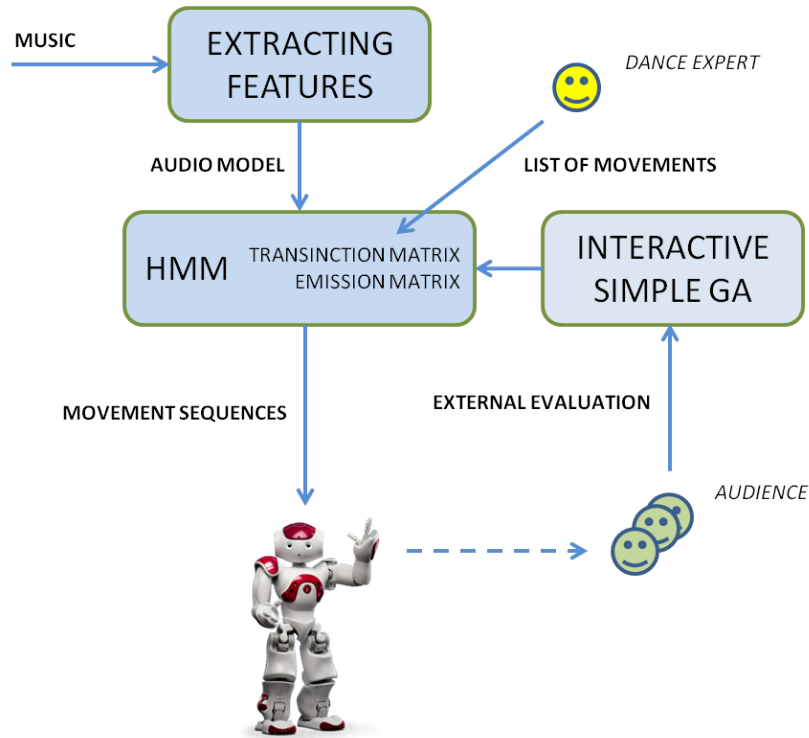 MUSIC
EXTRACTING
FEATURES
DANCE EXPERT
AUDIO MODEL
LIST OF MOVEMENTS
HMM
TRANSINCTION MATRIX
EMISSION MATRIX
INTERACTIVE
SIMPLE GA
MOVEMENT SEQUENCES
EXTERNAL EVALUATION
AUDIENCE